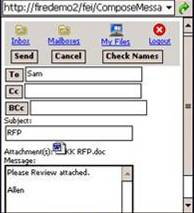 http://firedemo2/fei/ComposeMessa
Inbox Mailboxes My Files Logout
Send Cancel Check Names
To Sam
Cc
BCc
Subject:
RFP
Attachment(s): KK RFP.doc
Message:
Please Review attached.
Allen